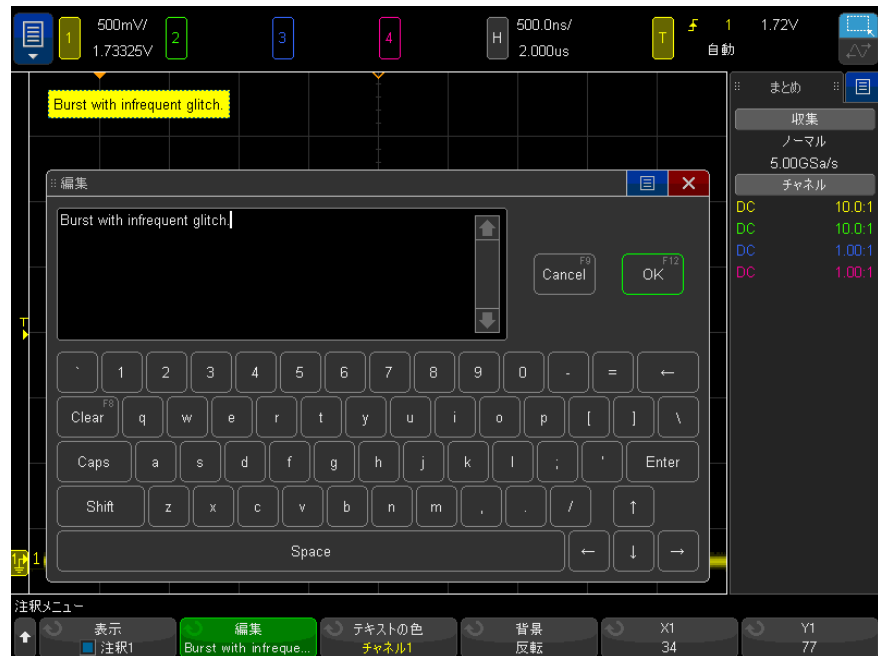 500mV/
1
1.73325V
2
3
4
H
500.0ns/
2.000us
T
1
1.72V
自動
Burst with infrequent glitch.
まとめ
収集
ノーマル
5.00GSa/s
チャネル
DC 10.0:1
DC 10.0:1
DC 1.00:1
DC 1.00:1
編集
Burst with infrequent glitch.
Cancel F9
OK F12
` 1 2 3 4 5 6 7 8 9 0 - = ←
Clear F8 q w e r t y u i o p [ ] \
Caps a s d f g h j k l ; ' Enter
Shift z x c v b n m , . / ↑
Space ← ↓ →
T
1
1
注釈メニュー
表示
注釈1
編集
Burst with infreque...
テキストの色
チャネル1
背景
反転
X1
34
Y1
77